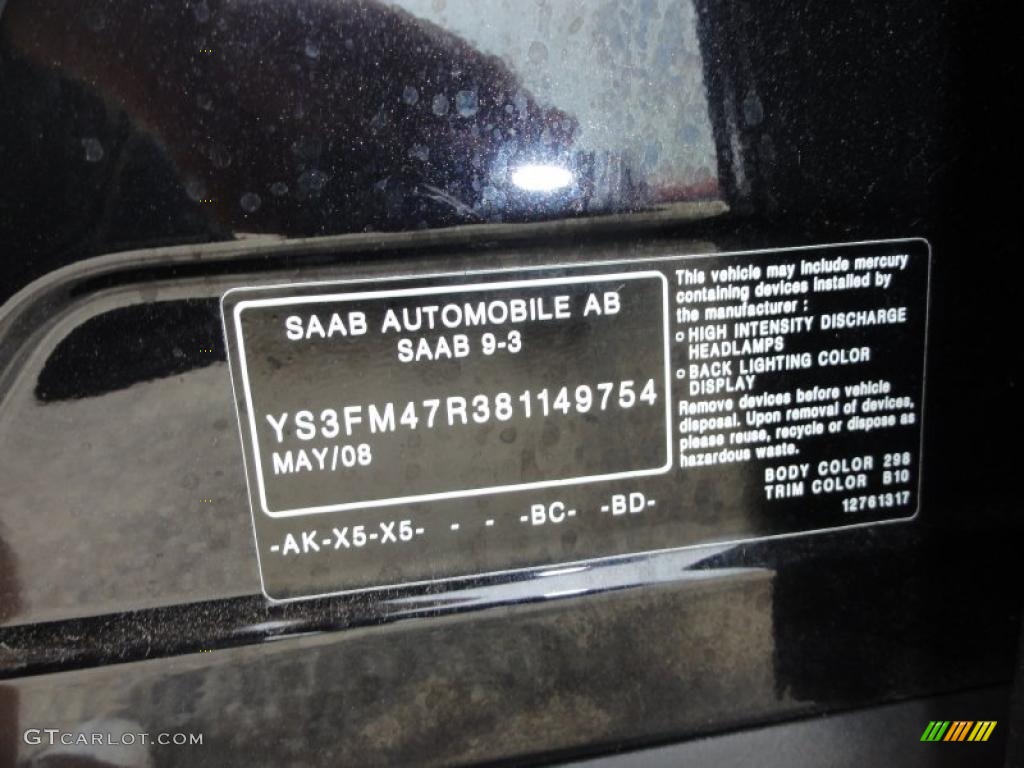 SAAB AUTOMOBILE AB
SAAB 9-3
YS3FM47R381149754
MAY/08
-AK-X5-X5- - - -BC- -BD-
This vehicle may include mercury
containing devices installed by
the manufacturer :
o HIGH INTENSITY DISCHARGE
HEADLAMPS
o BACK LIGHTING COLOR
DISPLAY
Remove devices before vehicle
disposal. Upon removal of devices,
please reuse, recycle or dispose as
hazardous waste.
BODY COLOR 298
TRIM COLOR B10
12761317
GTCARLOT.COM